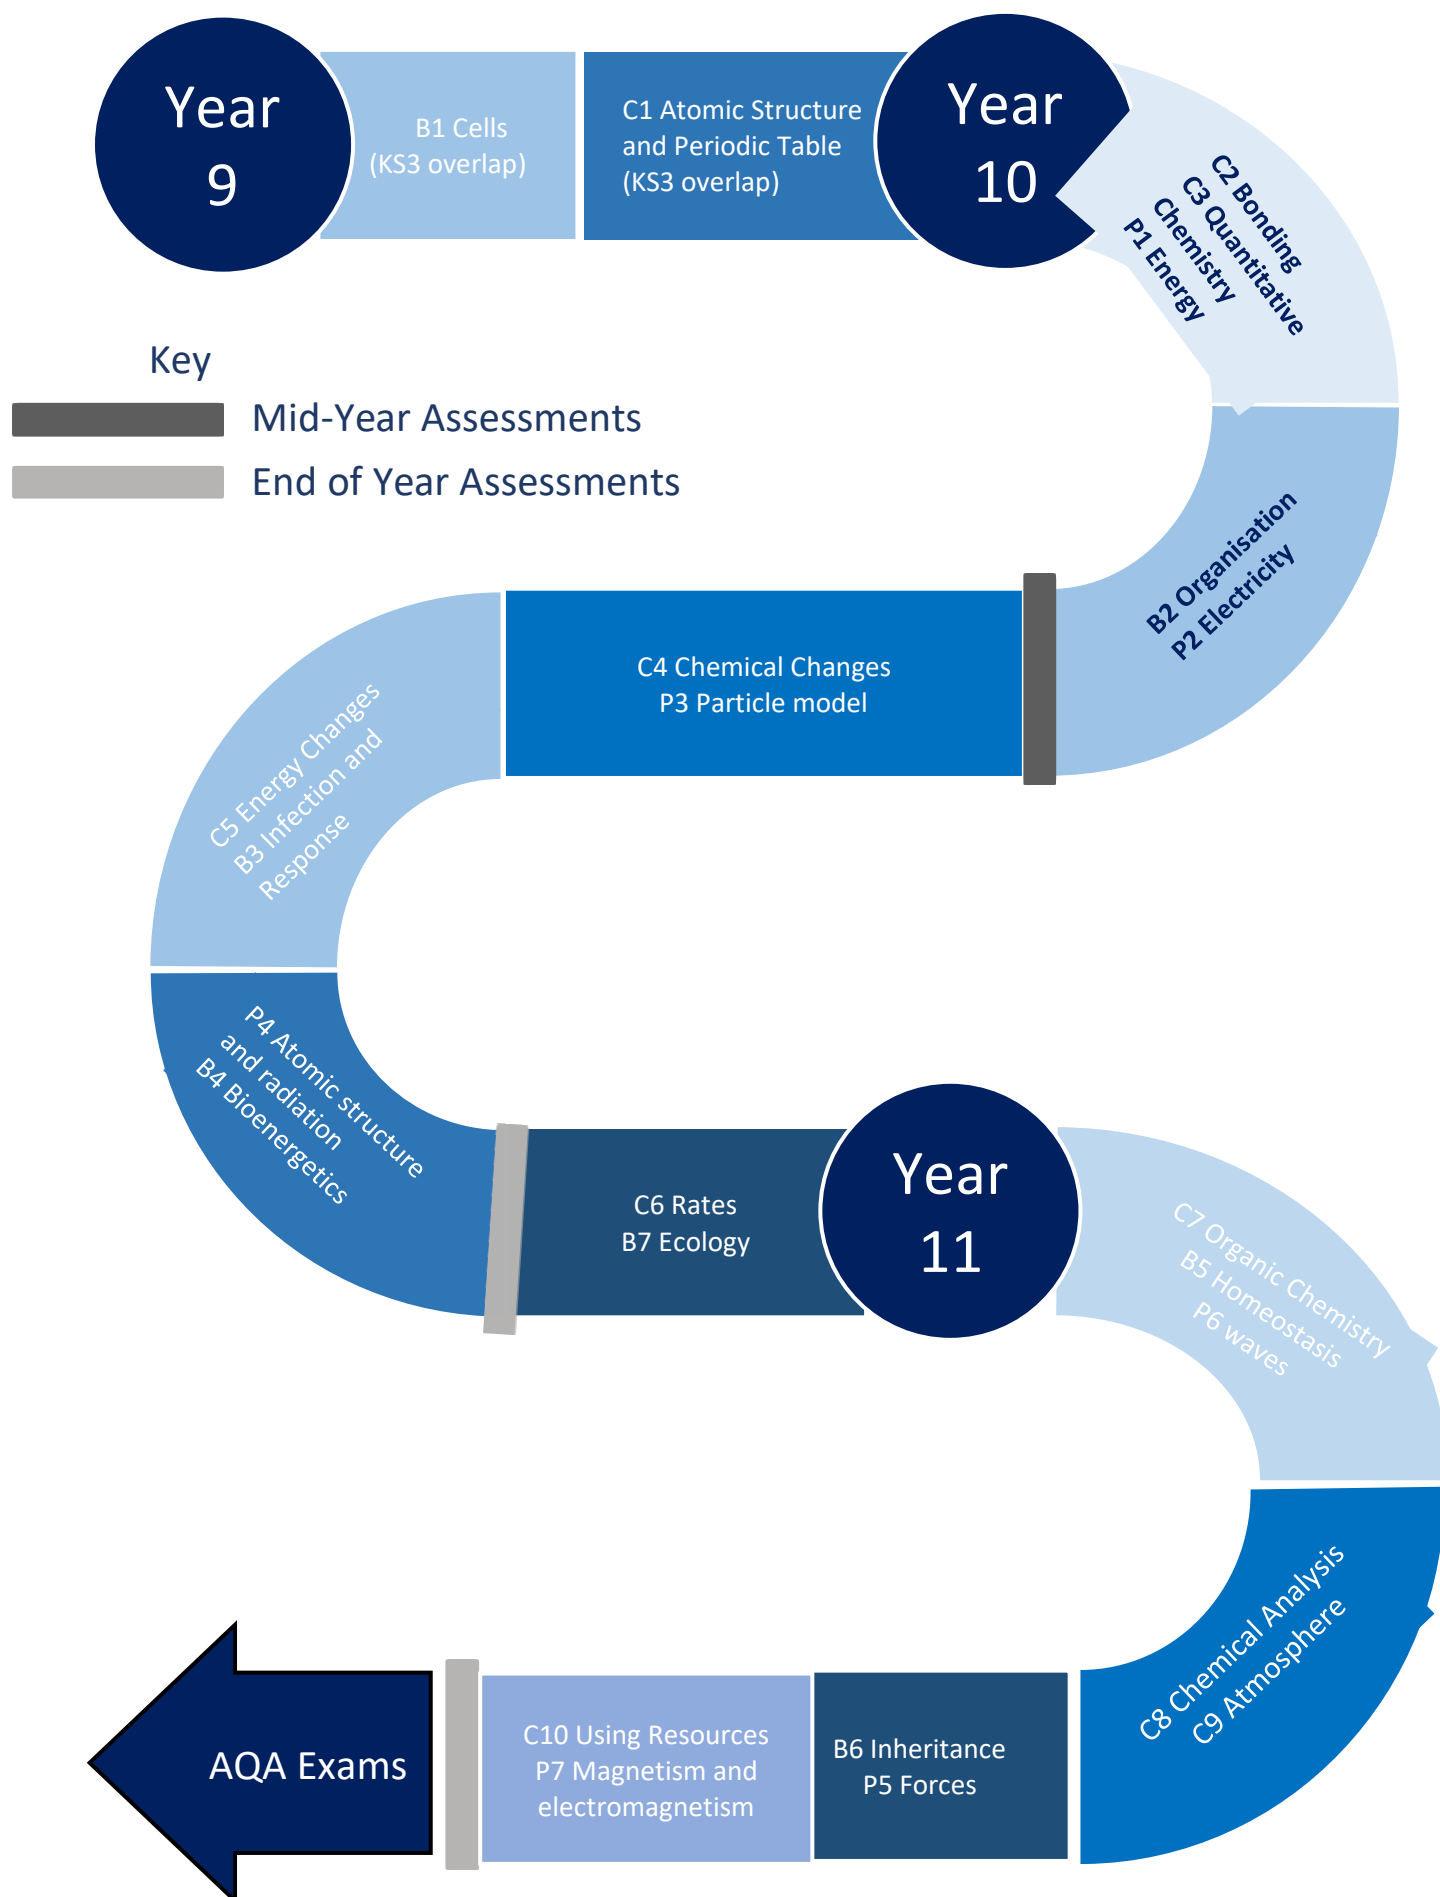 Year
9
B1 Cells
(KS3 overlap)
C1 Atomic Structure
and Periodic Table
(KS3 overlap)
Year
10
C2 Bonding
C3 Quantitative
Chemistry
P1 Energy
Key
Mid-Year Assessments
End of Year Assessments
B2 Organisation
P2 Electricity
C4 Chemical Changes
P3 Particle model
C5 Energy Changes
B3 Infection and
Response
P4 Atomic structure
and radiation
B4 Bioenergetics
C6 Rates
B7 Ecology
Year
11
C7 Organic Chemistry
B5 Homeostasis
P6 waves
C8 Chemical Analysis
C9 Atmosphere
B6 Inheritance
P5 Forces
C10 Using Resources
P7 Magnetism and
electromagnetism
AQA Exams